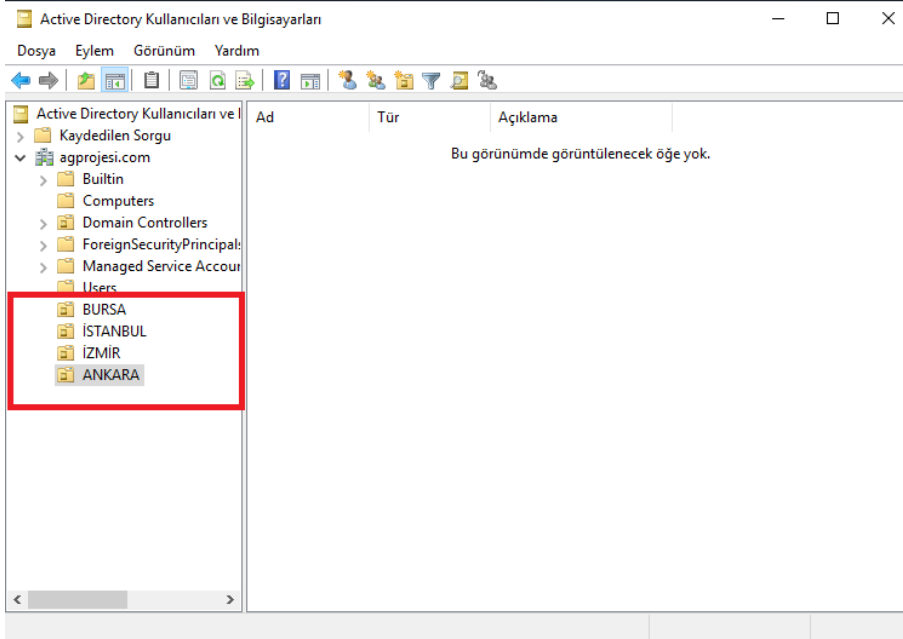 Active Directory Kullanıcıları ve Bilgisayarları
Dosya Eylem Görünüm Yardım
Active Directory Kullanıcıları ve l
Kaydedilen Sorgu
agprojesi.com
Builtin
Computers
Domain Controllers
ForeignSecurityPrincipals
Managed Service Accour
Users
BURSA
İSTANBUL
İZMİR
ANKARA
Ad Tür Açıklama
Bu görünümde görüntülenecek öğe yok.